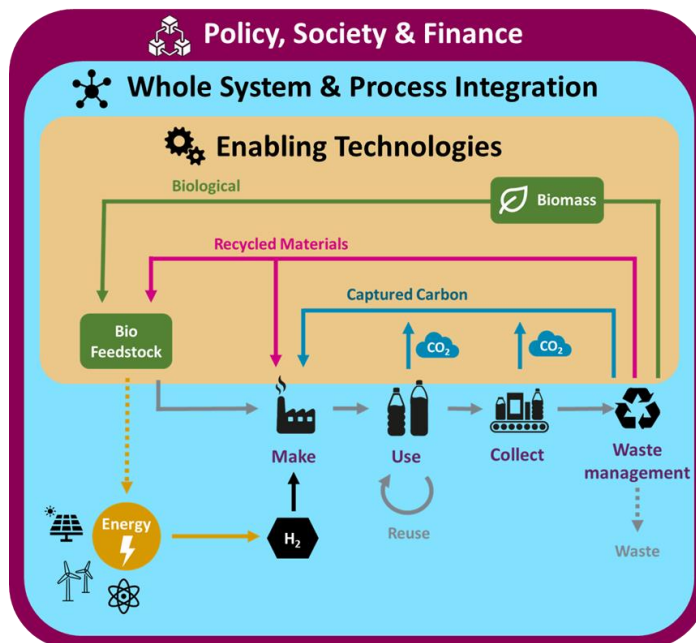 Policy, Society & Finance
Whole System & Process Integration
Enabling Technologies
Biological
Biomass
Recycled Materials
Captured Carbon
Bio
Feedstock
CO₂
CO₂
Make
Use
Collect
Waste
management
Energy
H₂
Reuse
Waste